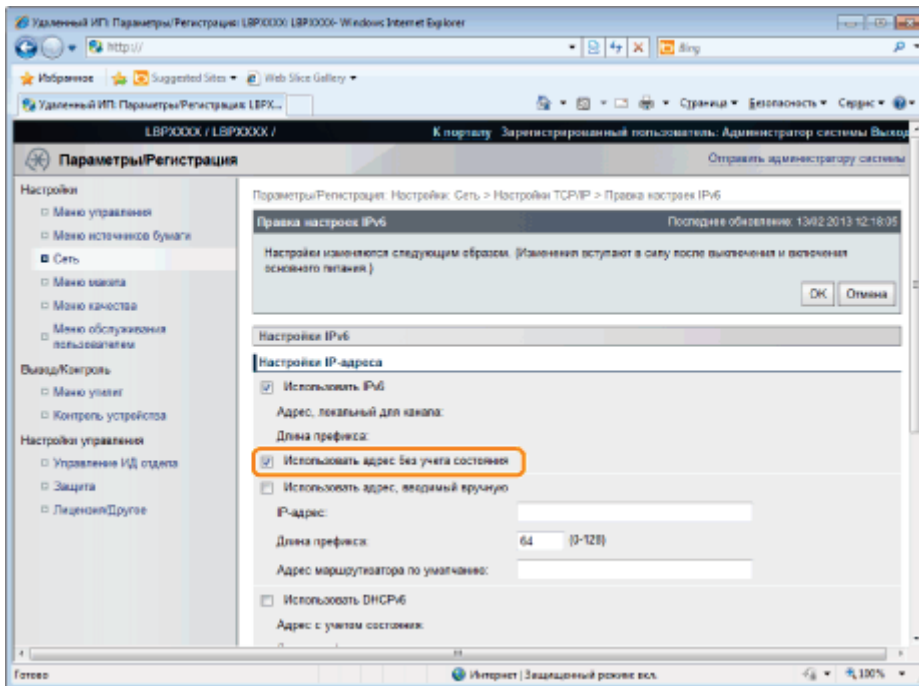 Удаленный ИП: Параметры/Регистрация: LBPXXXX: LBPXXXX - Windows Internet Explorer
http://
Bing
Избранное Suggested Sites Web Slice Gallery
Удаленный ИП: Параметры/Регистрация: LBPX...
Страница Безопасность Сервис
LBPXXXX / LBPXXXX /
К порталу Зарегистрированный пользователь: Администратор системы Выход
Параметры/Регистрация
Отправить администратору системы
Настройки
Меню управления
Меню источников бумаги
Сеть
Меню макета
Меню качества
Меню обслуживания
пользователем
Вывод/Контроль
Меню утилит
Контроль устройства
Настройки управления
Управление ИД отдела
Защита
Лицензия/Другое
Параметры/Регистрация: Настройки: Сеть > Настройки TCP/IP > Правка настроек IPv6
Правка настроек IPv6
Последнее обновление: 13/02 2013 12:18:05
Настройки изменяются следующим образом. (Изменения вступают в силу после выключения и включения
основного питания.)
OK Отмена
Настройки IPv6
Настройки IP-адреса
Использовать IPv6
Адрес, локальный для канала:
Длина префикса:
Использовать адрес без учета состояния
Использовать адрес, вводимый вручную
IP-адрес:
Длина префикса: 64 (0-128)
Адрес маршрутизатора по умолчанию:
Использовать DHCPv6
Адрес с учетом состояния:
Готово
Интернет | Защищенный режим: вкл.
100%